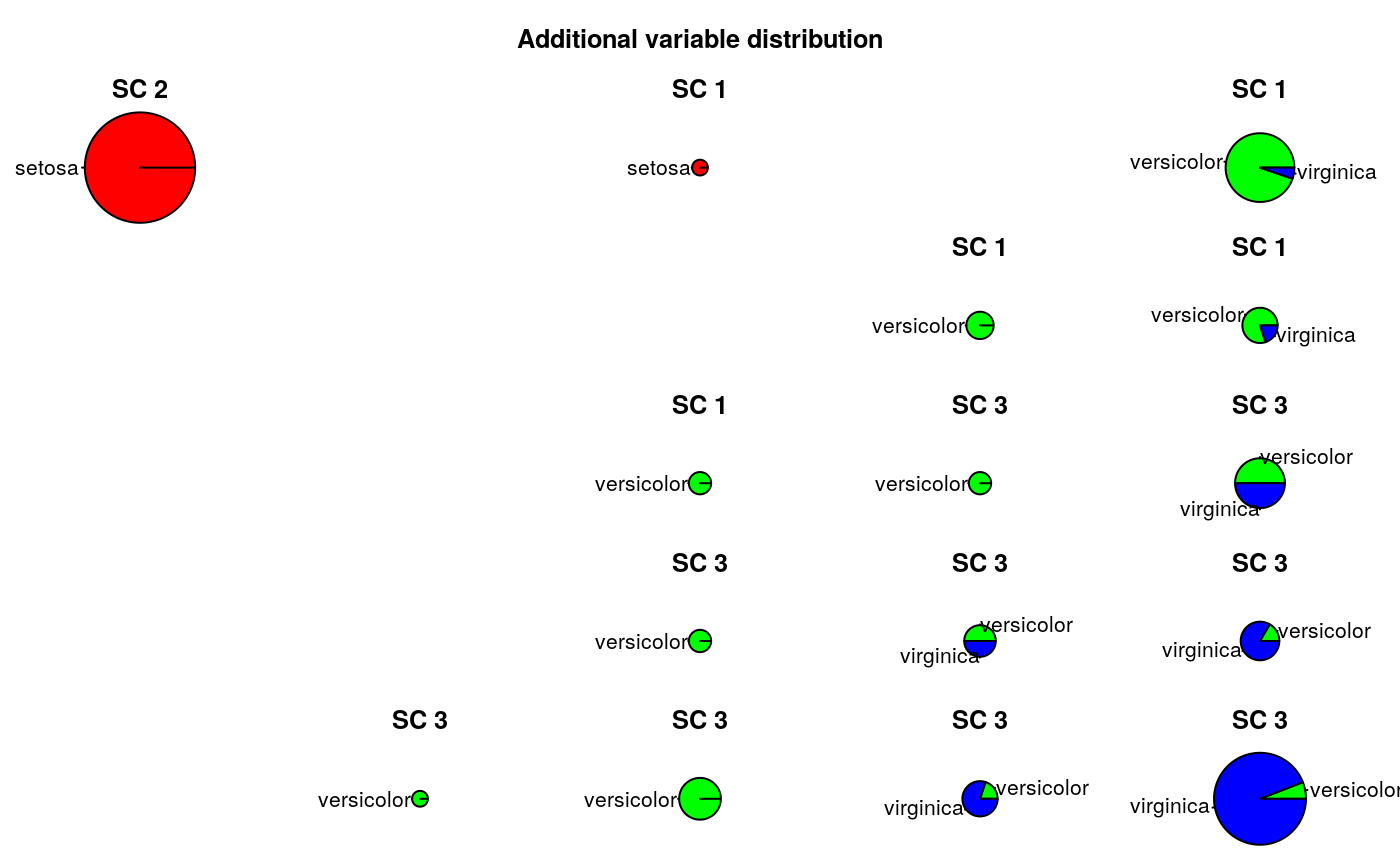 Additional variable distribution
SC 2 SC 1 SC 1
setosa setosa versicolor virginica
SC 1 SC 1
versicolor versicolor virginica
SC 1 SC 3 SC 3
versicolor versicolor versicolor
virginica
SC 3 SC 3 SC 3
versicolor virginica versicolor virginica versicolor
SC 3 SC 3 SC 3 SC 3
versicolor versicolor virginica versicolor virginica versicolor